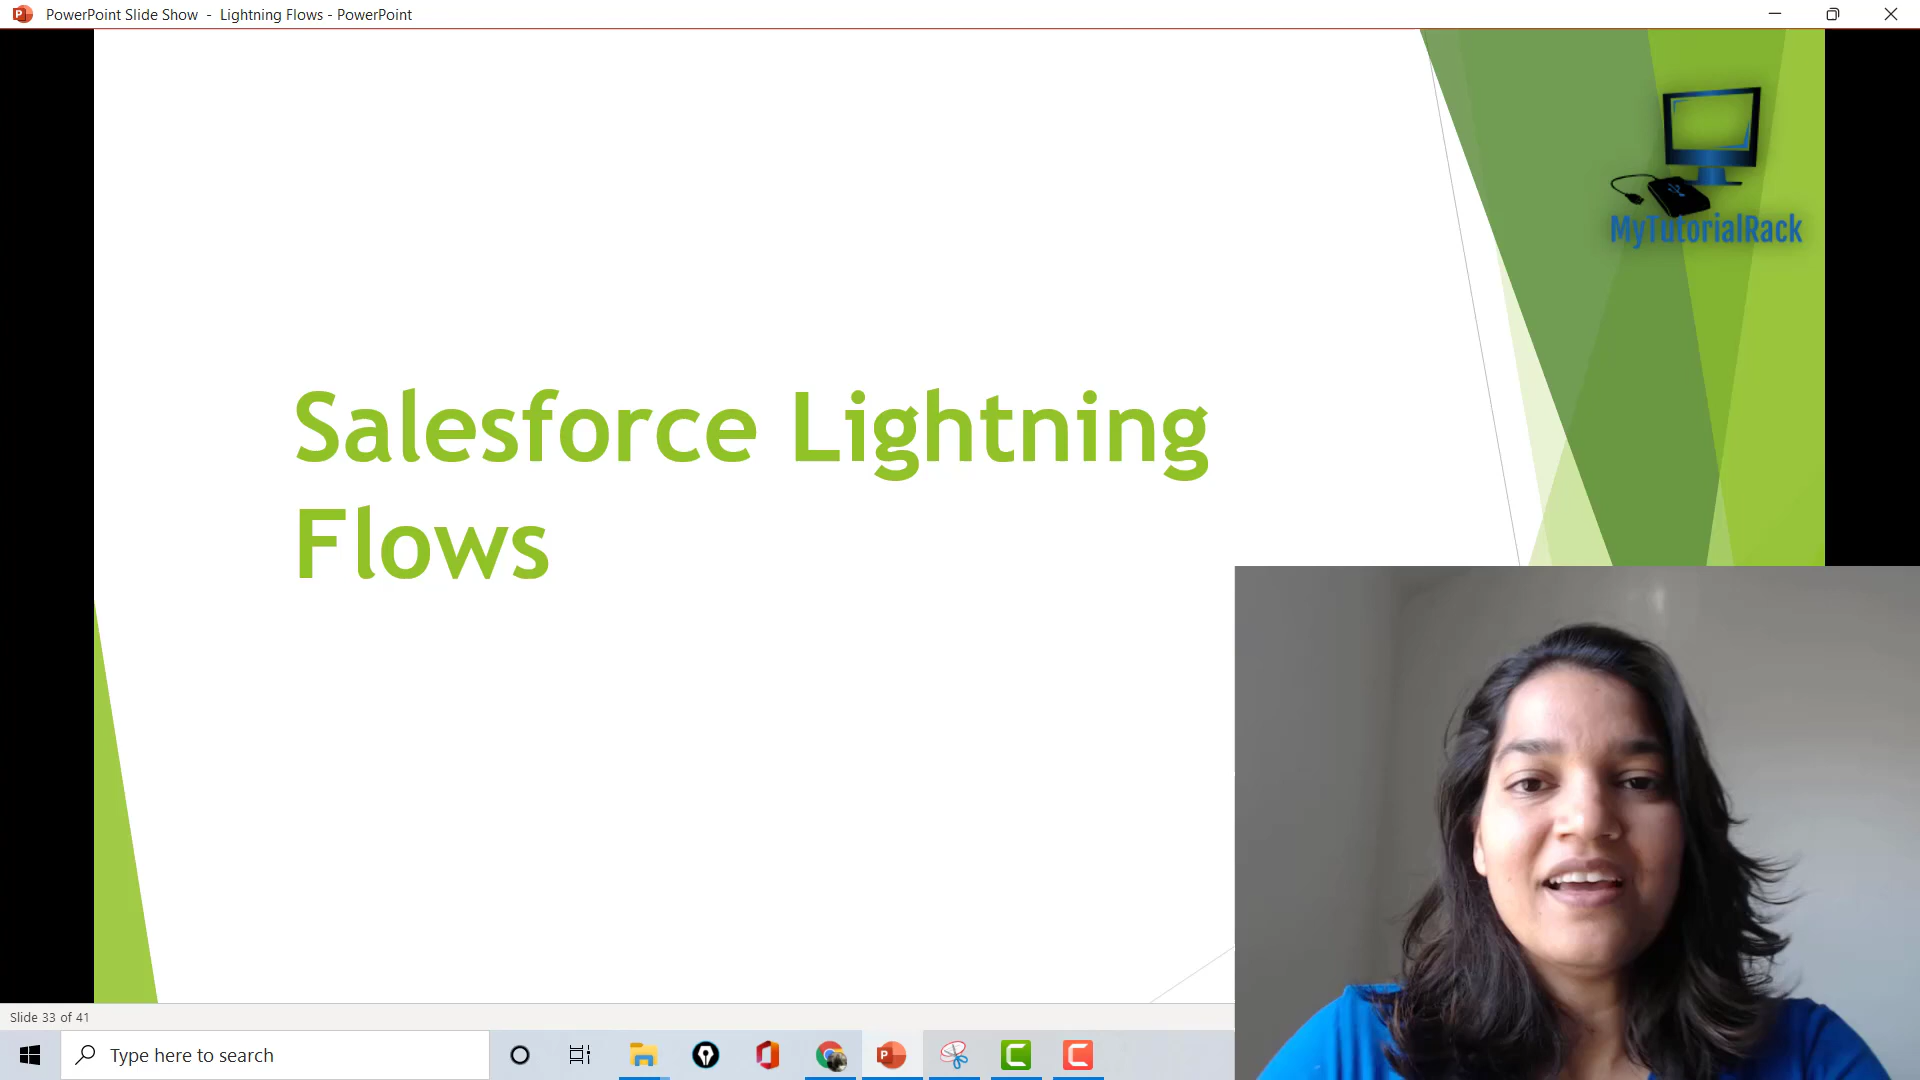 PowerPoint Slide Show - Lightning Flows - PowerPoint
MyTutorialRack
Salesforce Lightning
Flows
Slide 33 of 41
Type here to search